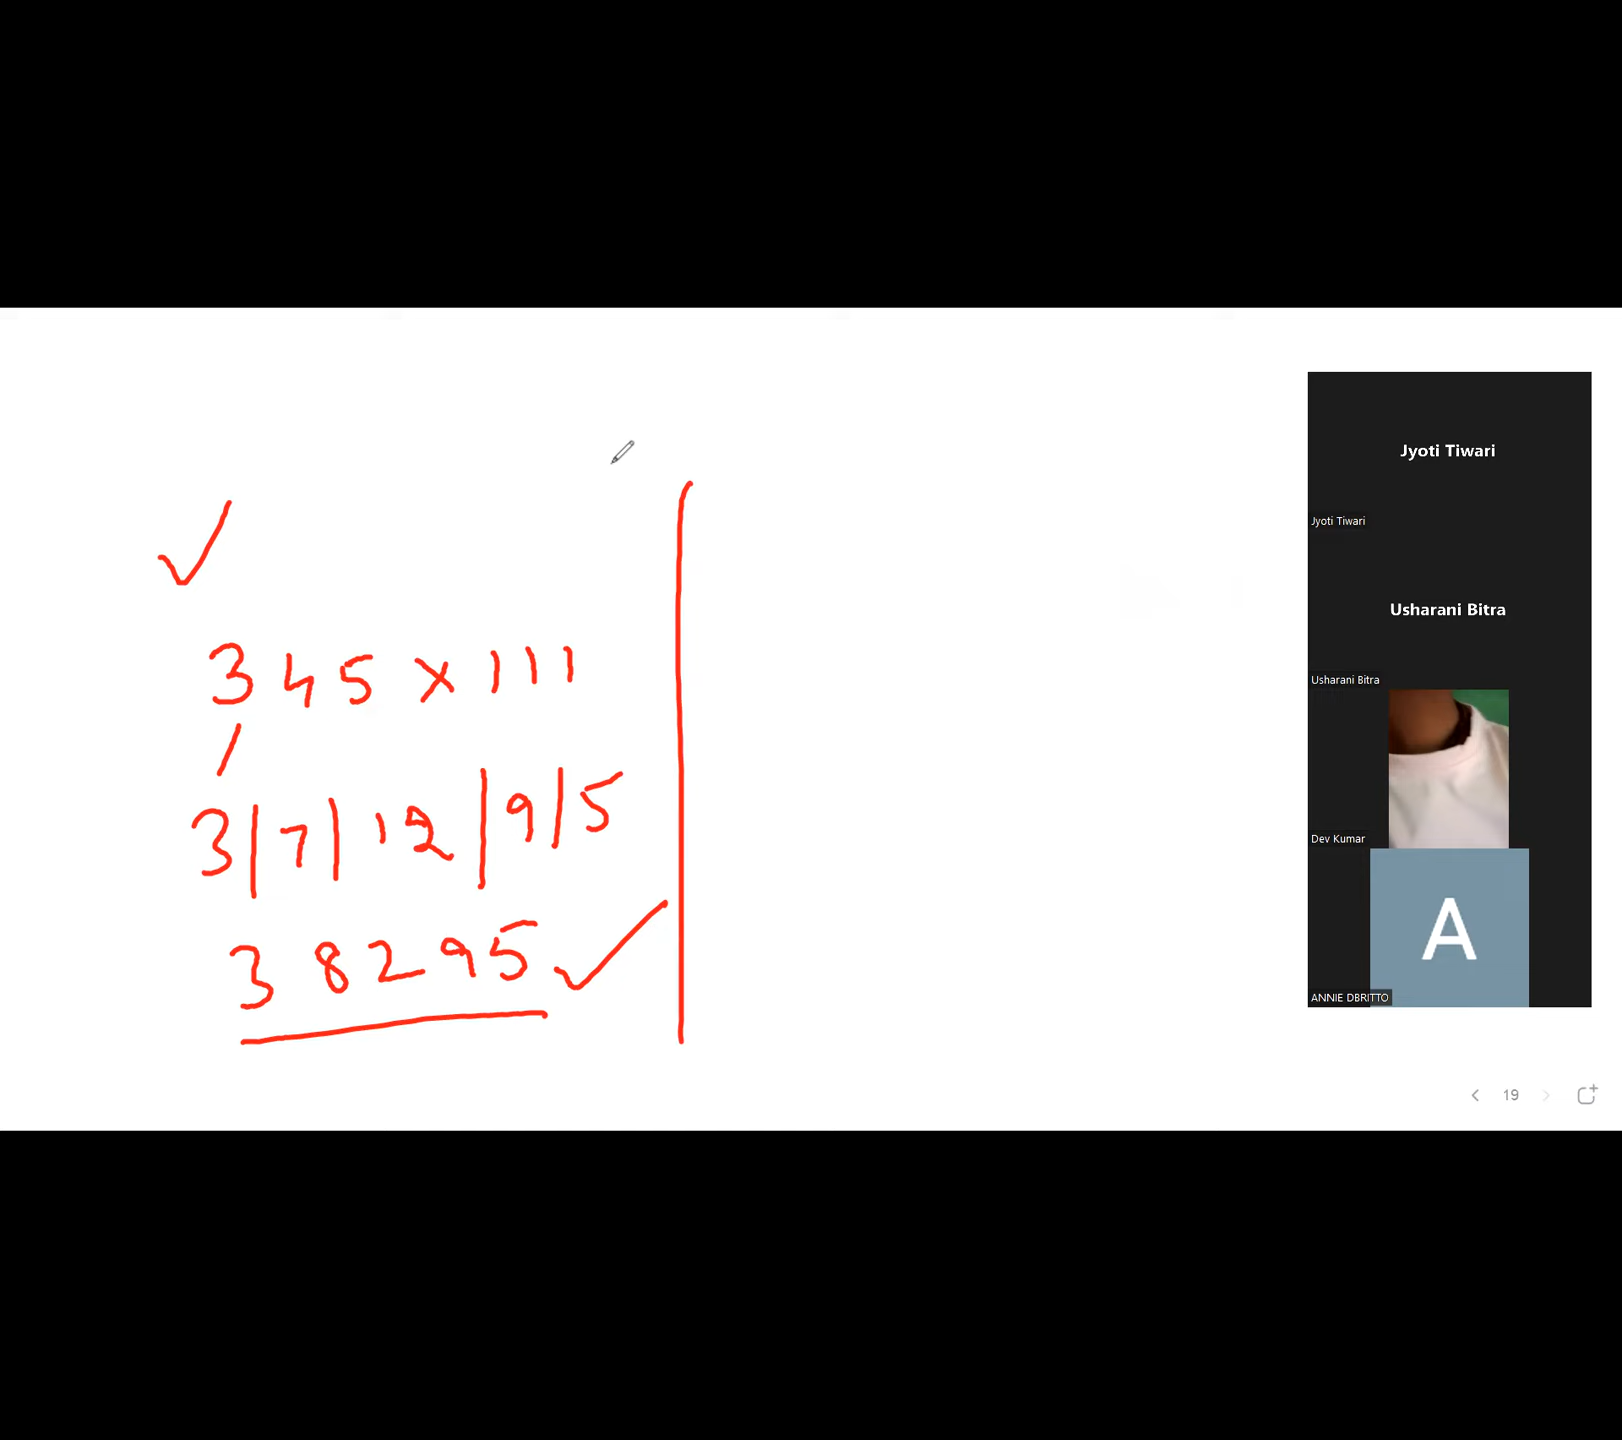 345 x 111
3|7|12|9|5
38295
Jyoti Tiwari
Jyoti Tiwari
Usharani Bitra
Usharani Bitra
Dev Kumar
A
ANNIE DBRITTO
< 19 >